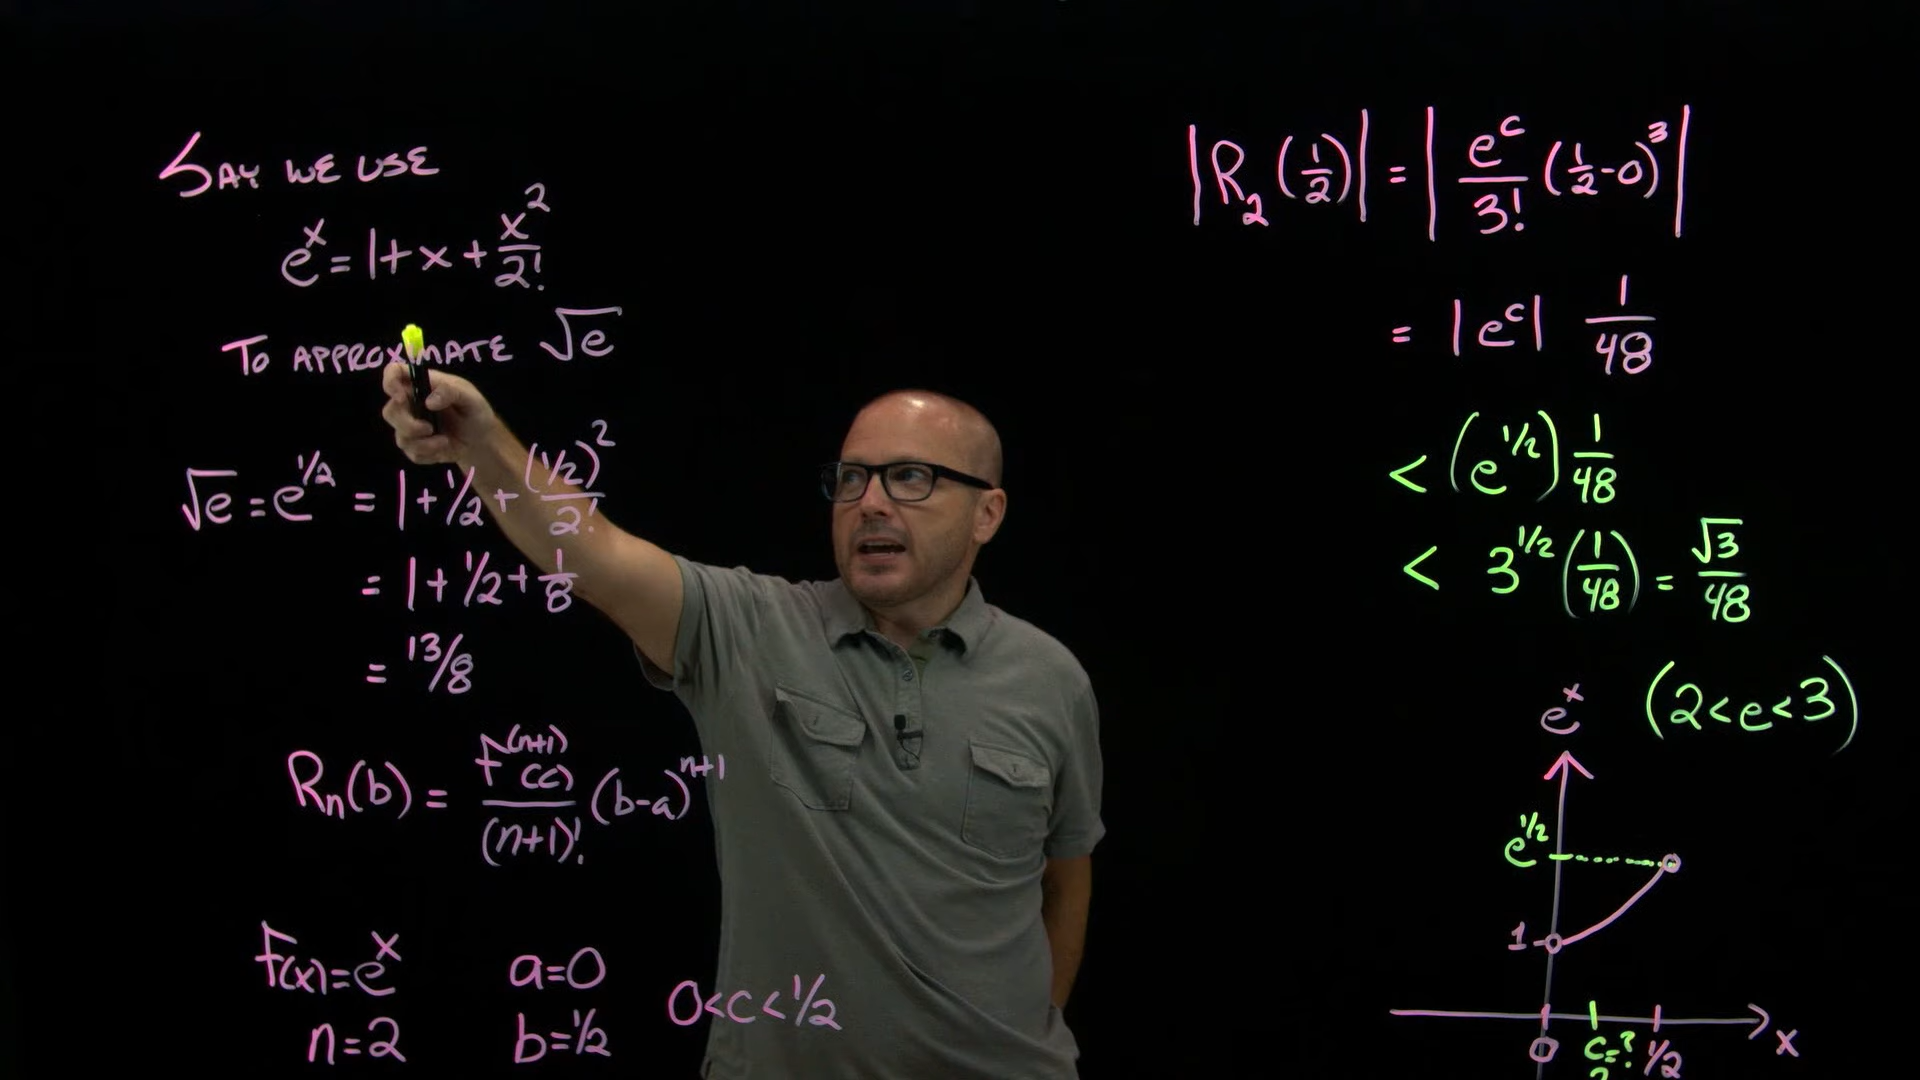 SAY WE USE
e^x = 1 + x + x^2/2!
TO APPROXIMATE √e
√e = e^1/2 = 1 + 1/2 + (1/2)^2/2!
= 1 + 1/2 + 1/8
= 13/8
R_n(b) = f^(n+1)(c)/(n+1)! (b-a)^n+1
f(x) = e^x a=0
n=2 b=1/2 0<c<1/2
|R_2(1/2)| = |e^c/3! (1/2-0)^3|
= |e^c| 1/48
< (e^1/2) 1/48
< 3^1/2 (1/48) = √3/48
(2<e<3)
e^x
e^1/2
1
0 c=? 1/2 x
?